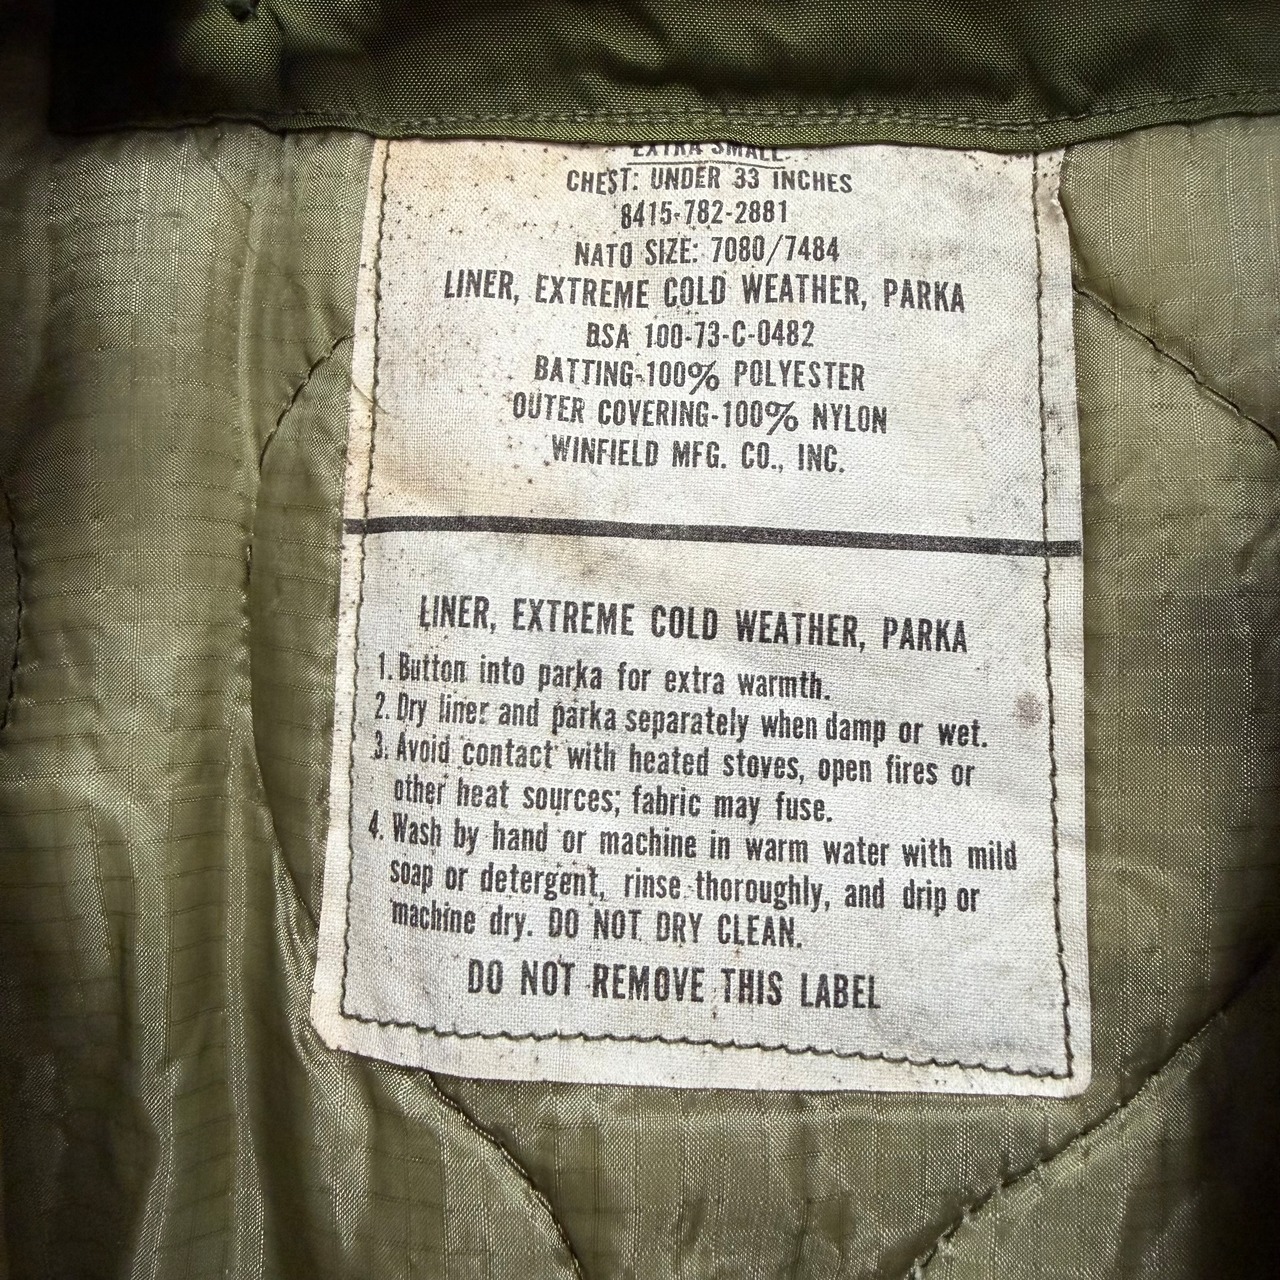 EXTRA SMALL
CHEST: UNDER 33 INCHES
8415-782-2881
NATO SIZE: 7080/7484
LINER, EXTREME COLD WEATHER, PARKA
DSA 100-73-C-0482
BATTING-100% POLYESTER
OUTER COVERING-100% NYLON
WINFIELD MFG. CO., INC.
LINER, EXTREME COLD WEATHER, PARKA
1. Button into parka for extra warmth.
2. Dry liner and parka separately when damp or wet.
3. Avoid contact with heated stoves, open fires or
other heat sources; fabric may fuse.
4. Wash by hand or machine in warm water with mild
soap or detergent, rinse thoroughly, and drip or
machine dry. DO NOT DRY CLEAN.
DO NOT REMOVE THIS LABEL